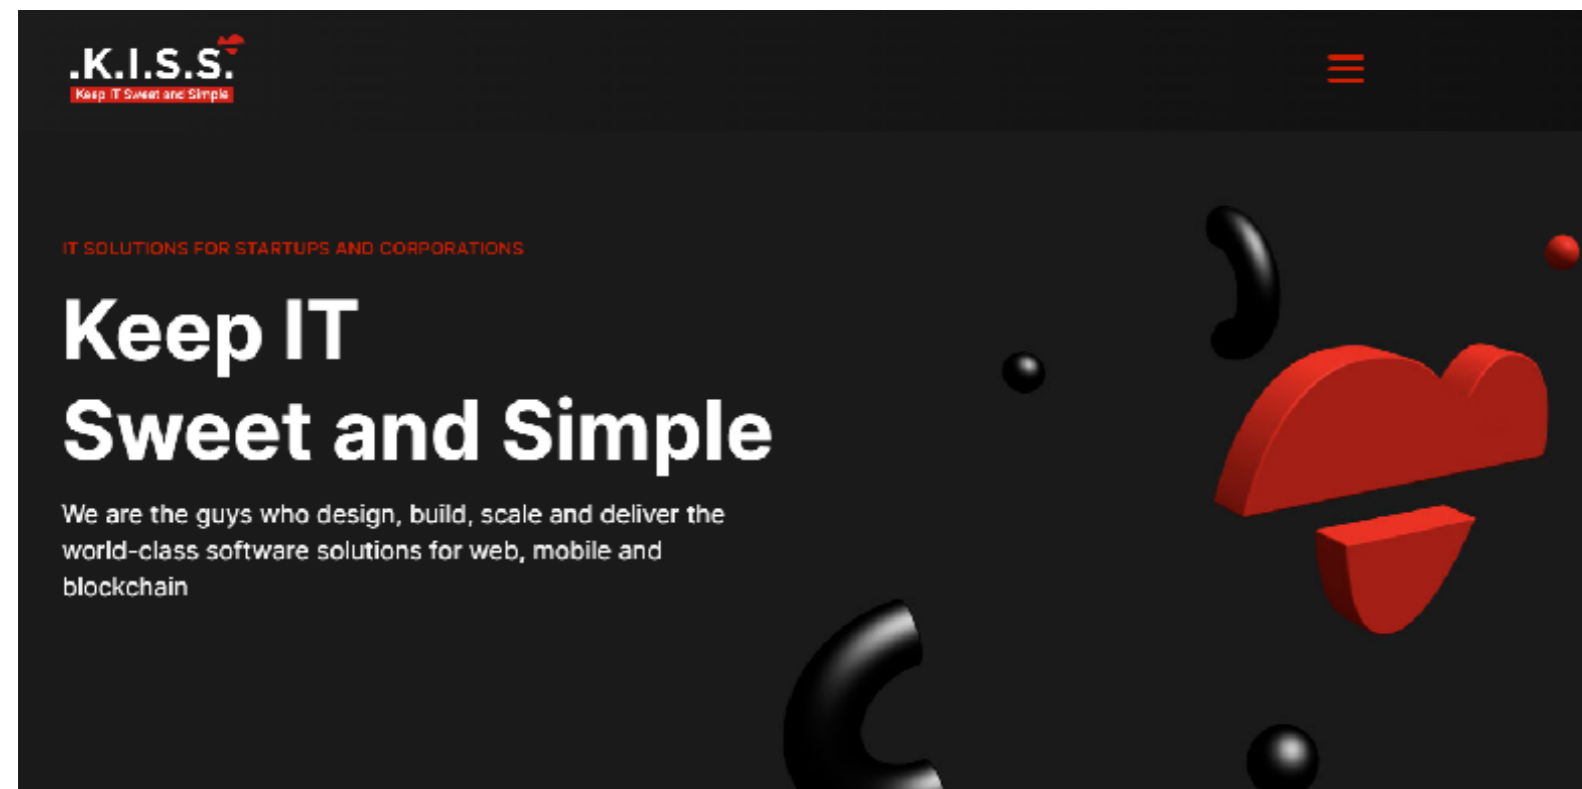 .K.I.S.S.
Keep IT Sweet and Simple
IT SOLUTIONS FOR STARTUPS AND CORPORATIONS
Keep IT
Sweet and Simple
We are the guys who design, build, scale and deliver the
world-class software solutions for web, mobile and
blockchain